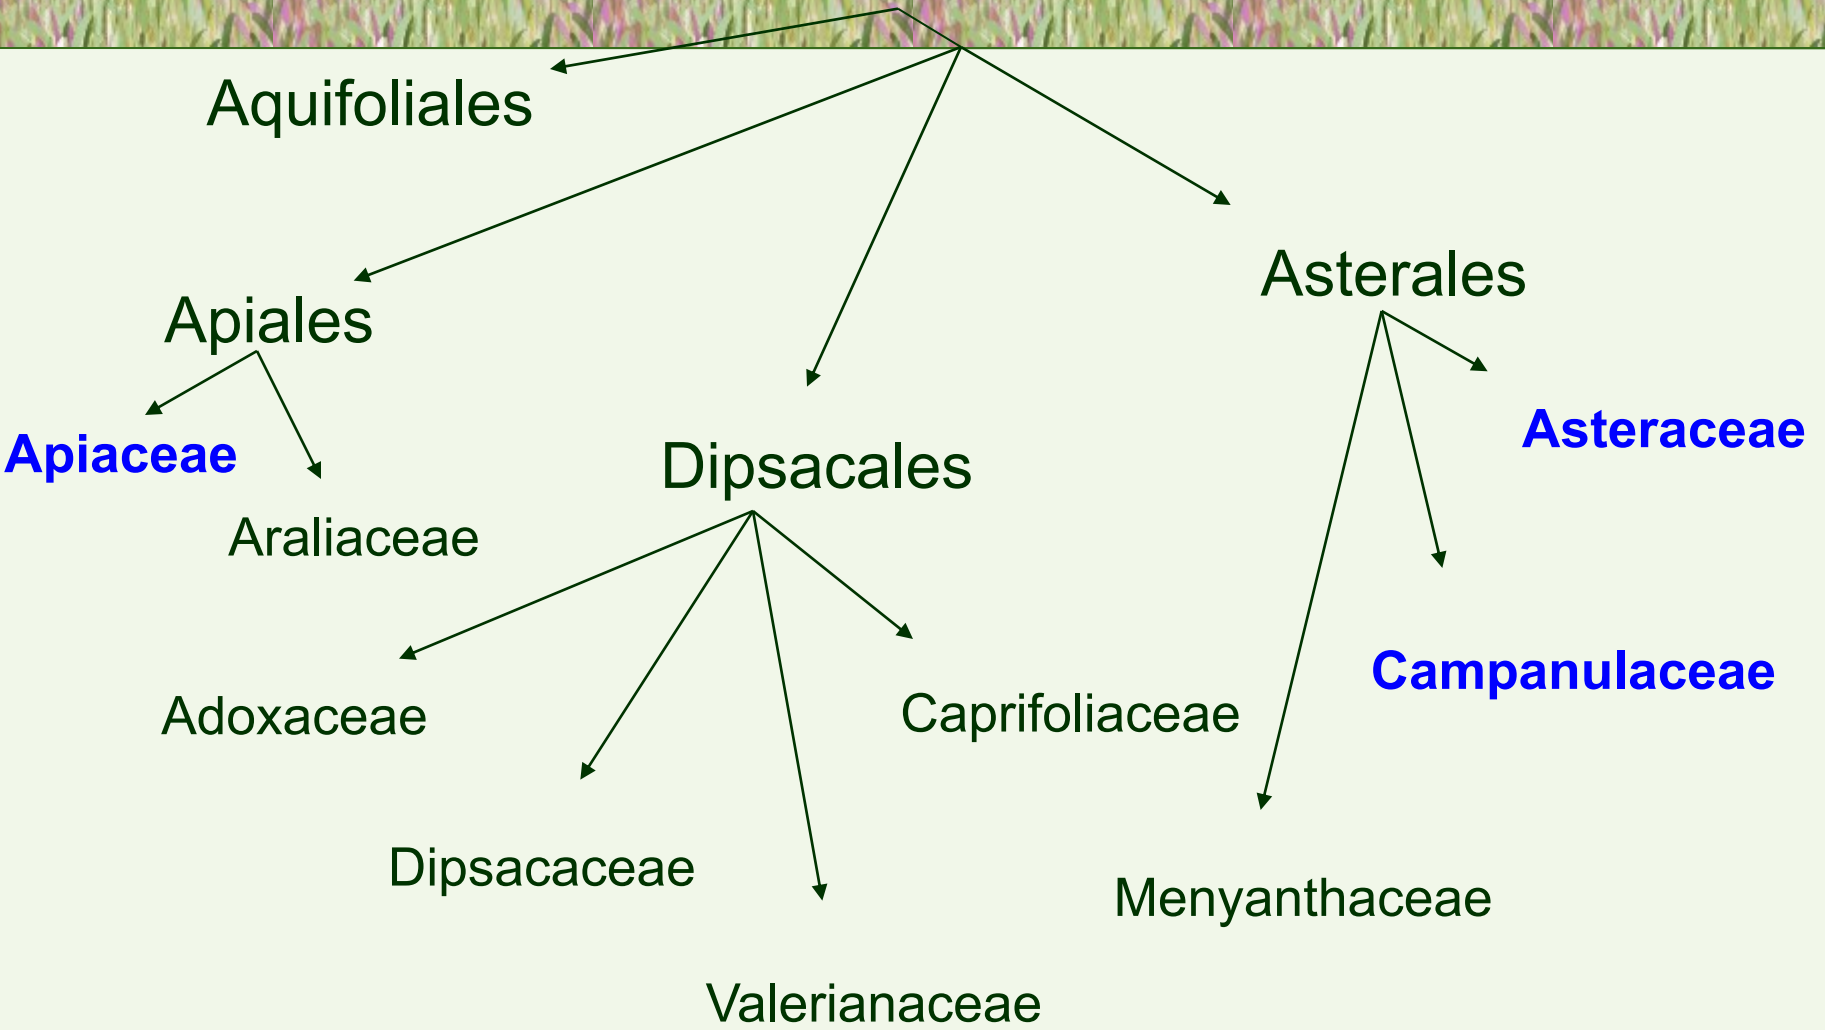 Aquifoliales
Asterales
Apiales
Asteraceae
Apiaceae
Dipsacales
Araliaceae
Campanulaceae
Adoxaceae
Caprifoliaceae
Dipsacaceae
Menyanthaceae
Valerianaceae